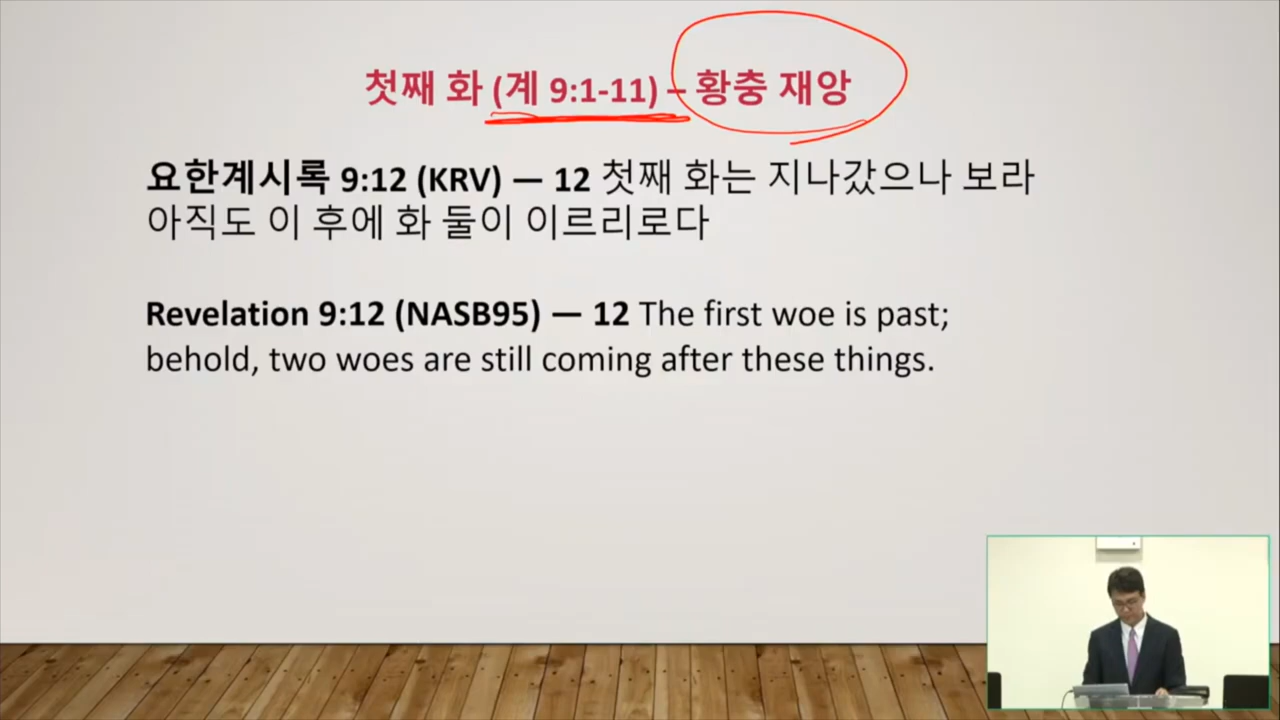 첫째 화 (계 9:1-11) – 황충 재앙
요한계시록 9:12 (KRV) — 12 첫째 화는 지나갔으나 보라
아직도 이 후에 화 둘이 이르리로다
Revelation 9:12 (NASB95) — 12 The first woe is past;
behold, two woes are still coming after these things.